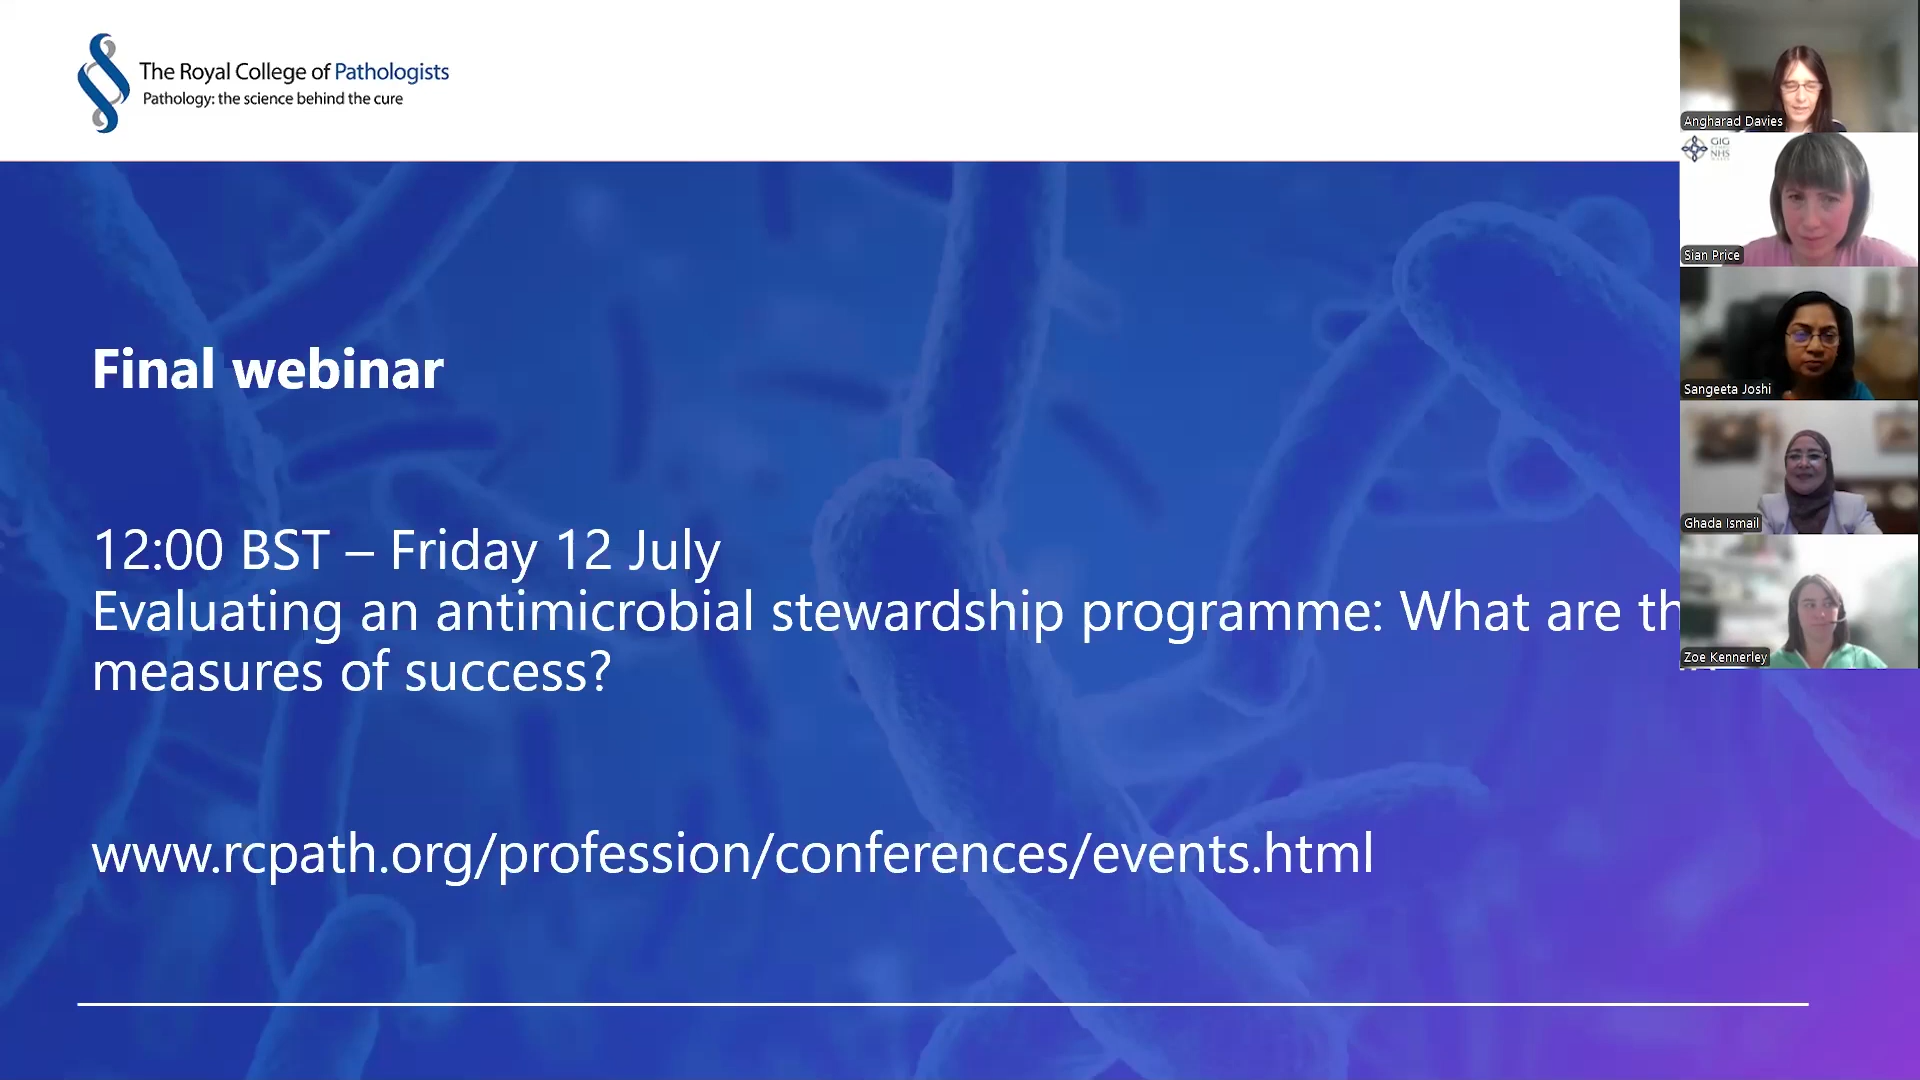 The Royal College of Pathologists
Pathology: the science behind the cure
Final webinar
12:00 BST – Friday 12 July
Evaluating an antimicrobial stewardship programme: What are th
measures of success?
www.rcpath.org/profession/conferences/events.html
Angharad Davies
GIG
NHS
Sian Price
Sangeeta Joshi
Ghada Ismail
Zoe Kennerley